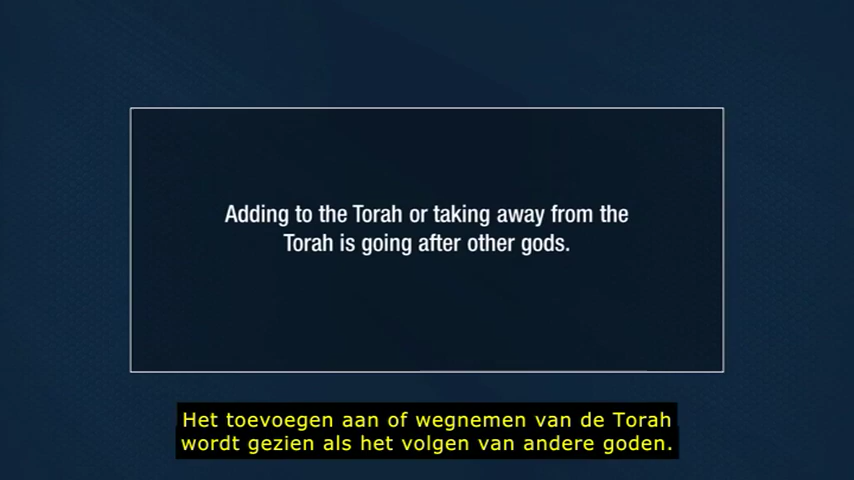 Adding to the Torah or taking away from the
Torah is going after other gods.
Het toevoegen aan of wegnemen van de Torah
wordt gezien als het volgen van andere goden.